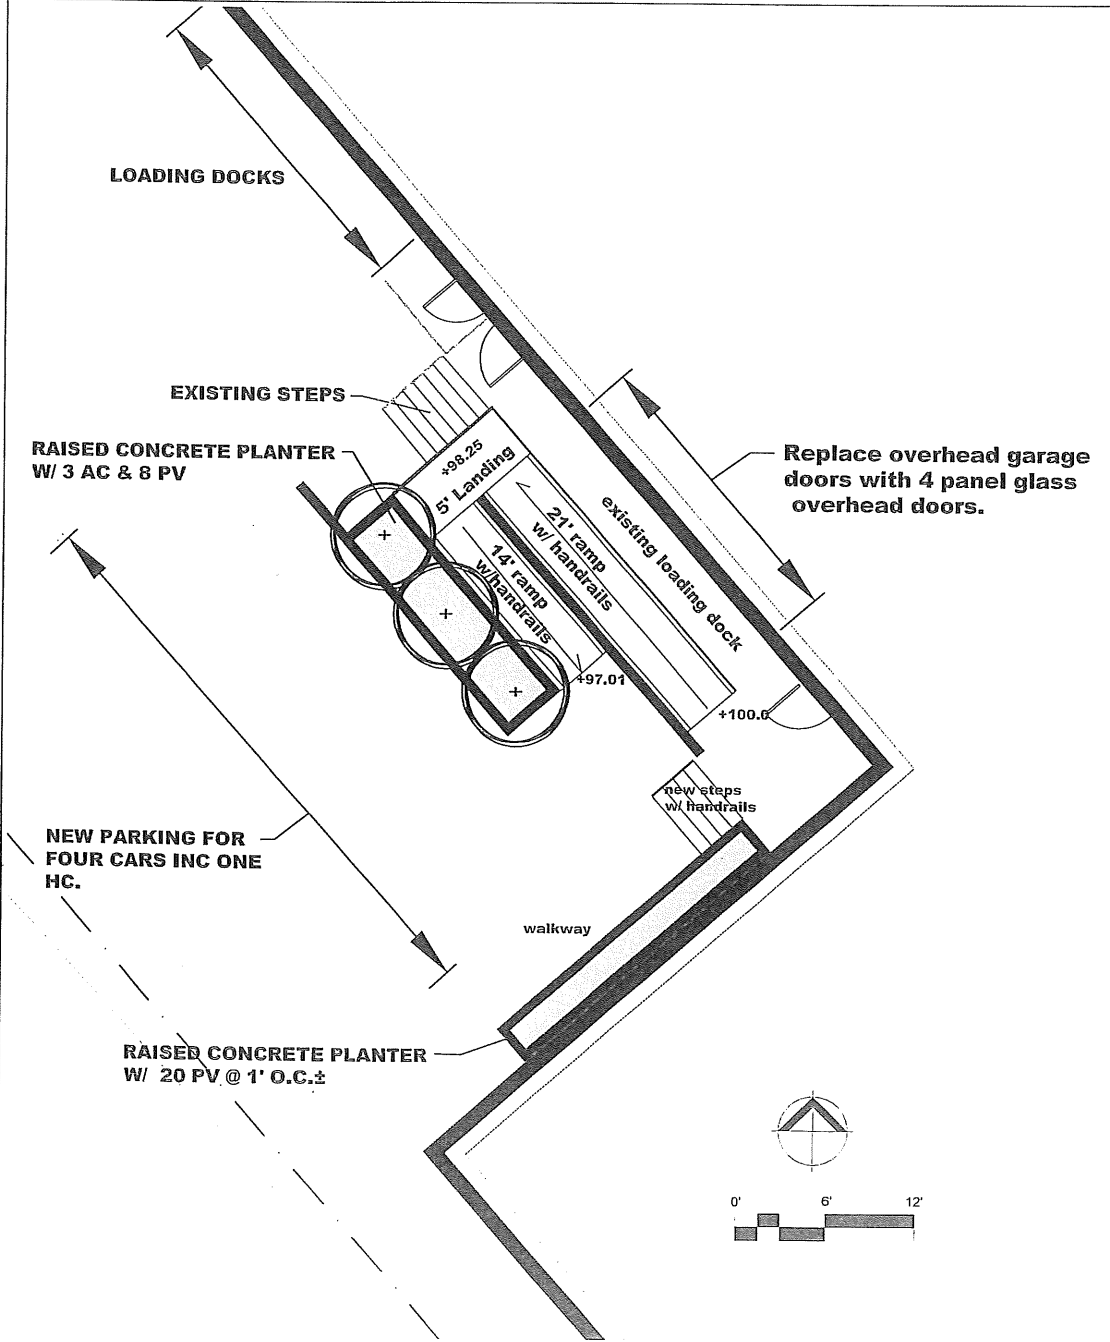 LOADING DOCKS
EXISTING STEPS
RAISED CONCRETE PLANTER
W/ 3 AC & 8 PV
+98.25
5' Landing
21' ramp
w/ handrails
14' ramp
w/handrails
existing loading dock
Replace overhead garage
doors with 4 panel glass
overhead doors.
+97.01
+100.0
new steps
w/ handrails
NEW PARKING FOR
FOUR CARS INC ONE
HC.
walkway
RAISED CONCRETE PLANTER
W/ 20 PV @ 1' O.C.±
0' 6' 12'